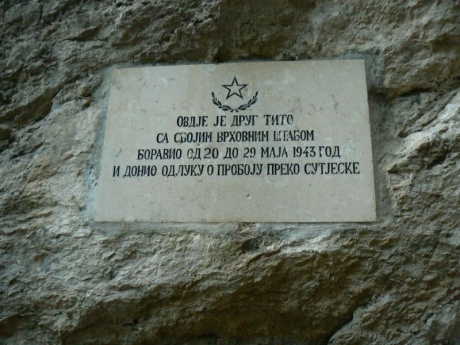 ОВДЈЕ ЈЕ ДРУГ ТИТО
СА СВОЈИМ ВРХОВНИМ ШТАБОМ
БОРАВИО ОД 20 ДО 29 МАЈА 1943 ГОД
И ДОНИО ОДЛУКУ О ПРОБОЈУ ПРЕКО СУТЈЕСКЕ